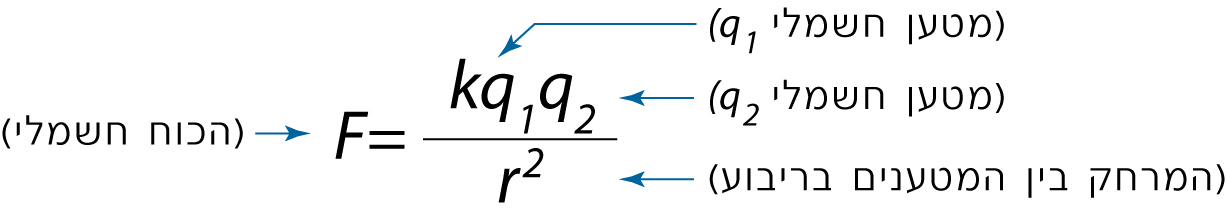 (מטען חשמלי q1)
(מטען חשמלי q2)
(הכוח חשמלי)
F= kq1q2 / r²
(המרחק בין המטענים בריבוע)